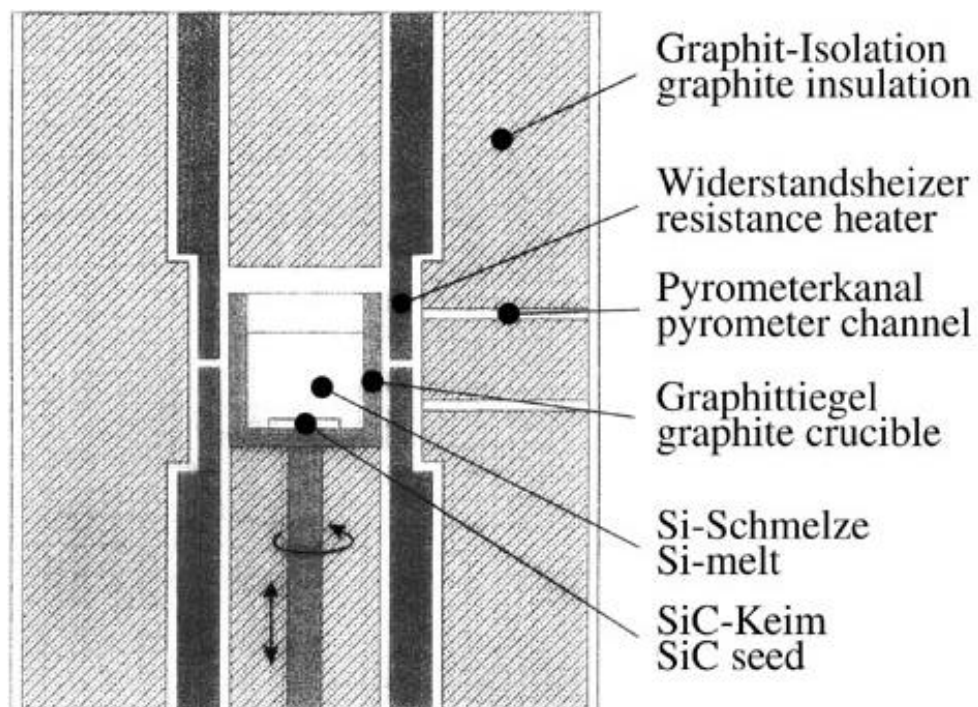 Graphit-Isolation
graphite insulation
Widerstandsheizer
resistance heater
Pyrometerkanal
pyrometer channel
Graphittiegel
graphite crucible
Si-Schmelze
Si-melt
SiC-Keim
SiC seed